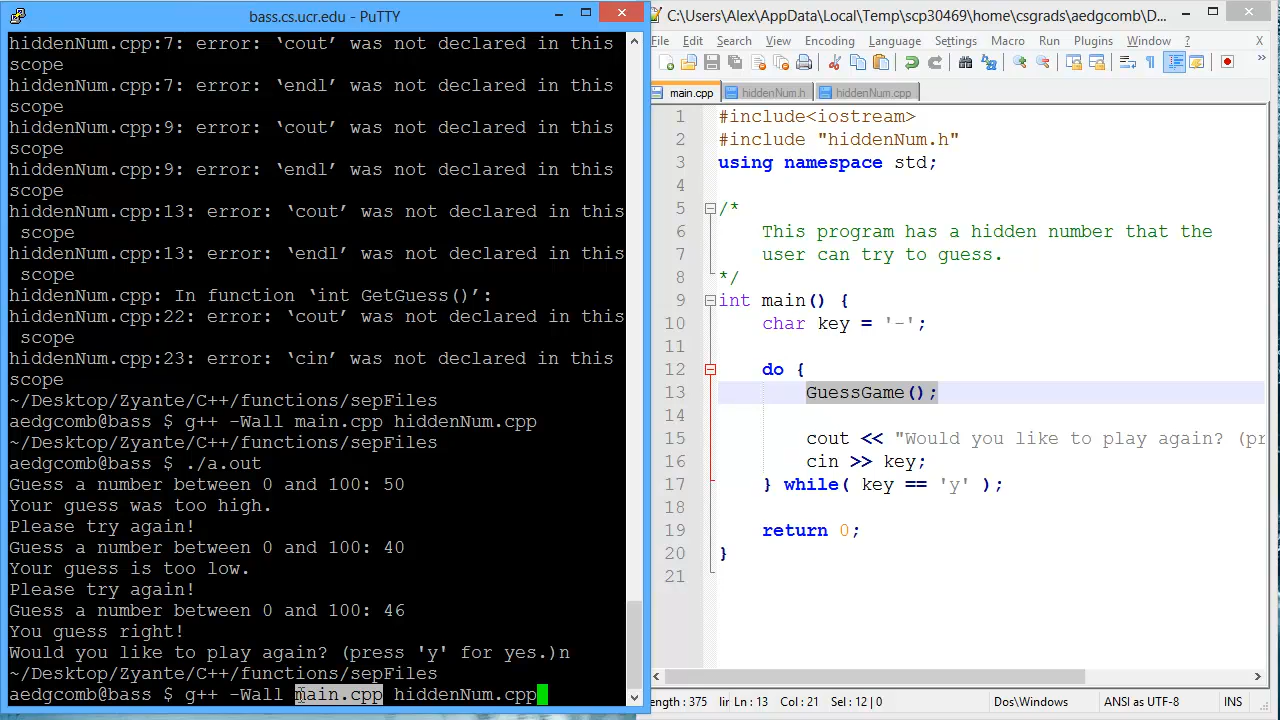 bass.cs.ucr.edu - PuTTY
hiddenNum.cpp:7: error: ‘cout’ was not declared in this
scope
hiddenNum.cpp:7: error: ‘endl’ was not declared in this
scope
hiddenNum.cpp:9: error: ‘cout’ was not declared in this
scope
hiddenNum.cpp:9: error: ‘endl’ was not declared in this
scope
hiddenNum.cpp:13: error: ‘cout’ was not declared in this
scope
hiddenNum.cpp:13: error: ‘endl’ was not declared in this
scope
hiddenNum.cpp: In function ‘int GetGuess()’:
hiddenNum.cpp:22: error: ‘cout’ was not declared in this
scope
hiddenNum.cpp:23: error: ‘cin’ was not declared in this
scope
~/Desktop/Zyante/C++/functions/sepFiles
aedgcomb@bass $ g++ -Wall main.cpp hiddenNum.cpp
~/Desktop/Zyante/C++/functions/sepFiles
aedgcomb@bass $ ./a.out
Guess a number between 0 and 100: 50
Your guess was too high.
Please try again!
Guess a number between 0 and 100: 40
Your guess is too low.
Please try again!
Guess a number between 0 and 100: 46
You guess right!
Would you like to play again? (press 'y' for yes.)n
~/Desktop/Zyante/C++/functions/sepFiles
aedgcomb@bass $ g++ -Wall main.cpp hiddenNum.cpp
C:\Users\Alex\AppData\Local\Temp\scp30469\home\csgrads\aedgcomb\D...
File Edit Search View Encoding Language Settings Macro Run Plugins Window ? X
main.cpp hiddenNum.h hiddenNum.cpp
1 #include<iostream>
2 #include "hiddenNum.h"
3 using namespace std;
4
5 /*
6 This program has a hidden number that the
7 user can try to guess.
8 */
9 int main() {
10 char key = '-';
11
12 do {
13 GuessGame();
14
15 cout << "Would you like to play again? (pr
16 cin >> key;
17 } while( key == 'y' );
18
19 return 0;
20 }
21
length : 375 lir Ln : 13 Col : 21 Sel : 12 | 0 Dos\Windows ANSI as UTF-8 INS